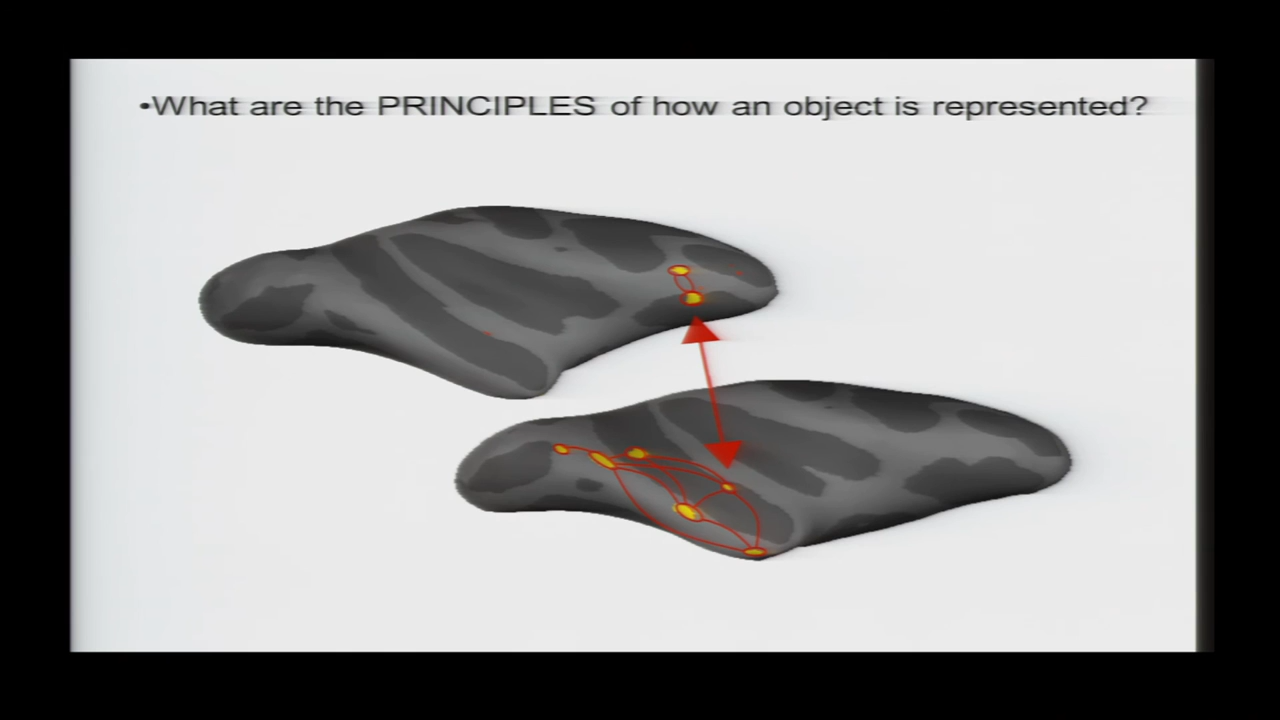 •What are the PRINCIPLES of how an object is represented?